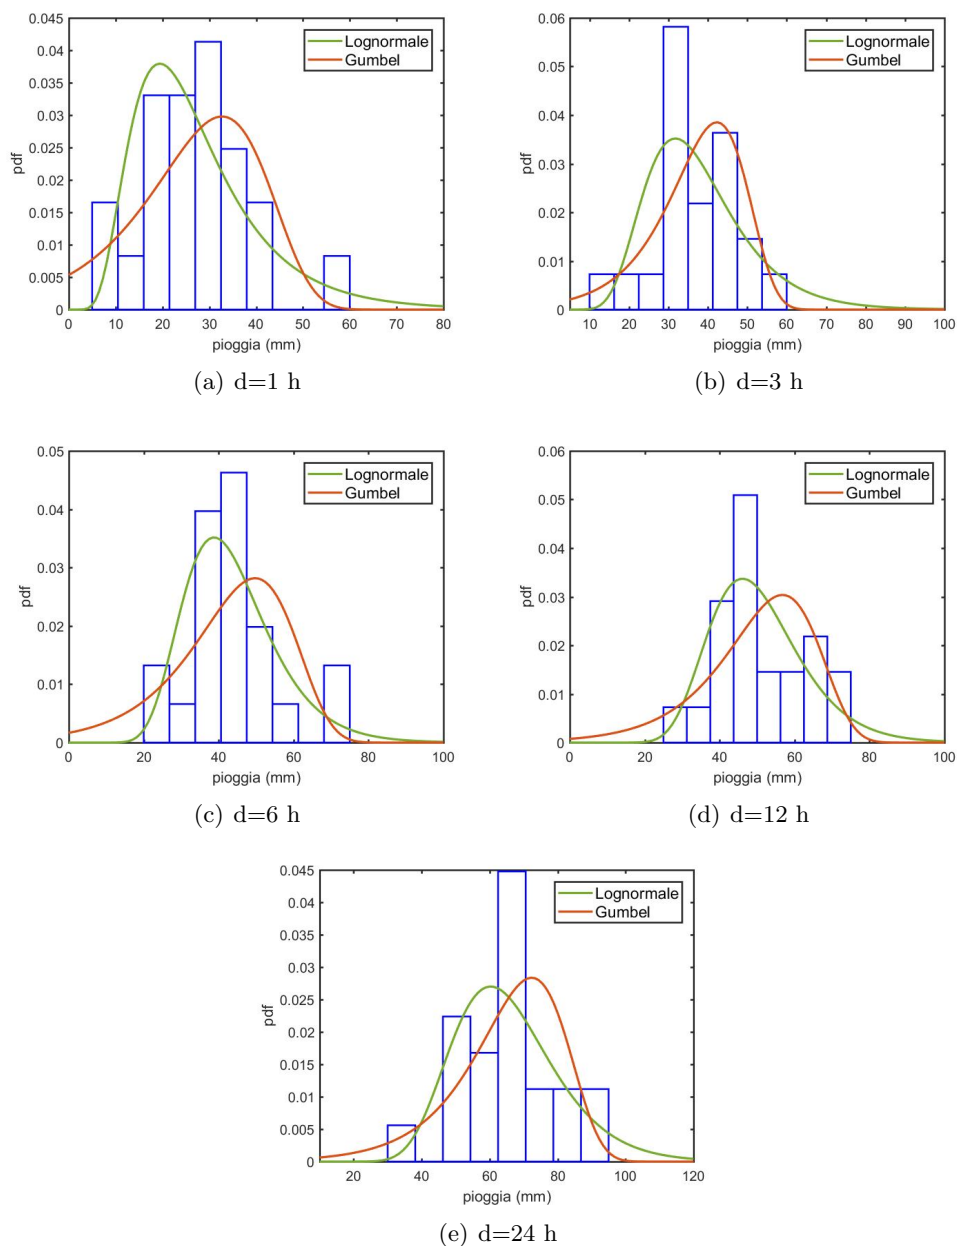 0.045
0.04
0.035
0.03
0.025
0.02
0.015
0.01
0.005
0
pdf
Lognormale
Gumbel
0 10 20 30 40 50 60 70 80
pioggia (mm)
(a) d=1 h
0.06
0.05
0.04
0.03
0.02
0.01
0
pdf
Lognormale
Gumbel
10 20 30 40 50 60 70 80 90 100
pioggia (mm)
(b) d=3 h
0.05
0.04
0.03
0.02
0.01
0
pdf
Lognormale
Gumbel
0 20 40 60 80 100
pioggia (mm)
(c) d=6 h
0.06
0.05
0.04
0.03
0.02
0.01
0
pdf
Lognormale
Gumbel
0 20 40 60 80 100
pioggia (mm)
(d) d=12 h
0.045
0.04
0.035
0.03
0.025
0.02
0.015
0.01
0.005
0
pdf
Lognormale
Gumbel
20 40 60 80 100 120
pioggia (mm)
(e) d=24 h